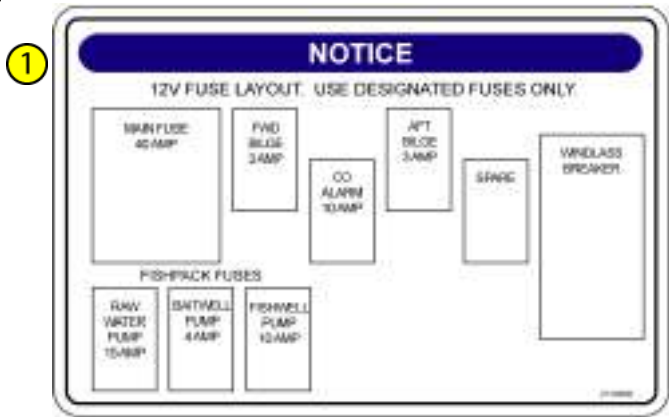 1
NOTICE
12V FUSE LAYOUT. USE DESIGNATED FUSES ONLY.
MAIN FUSE
40 AMP
FWD
BILGE
3 AMP
CO
ALARM
10 AMP
AFT
BILGE
3 AMP
SPARE
WINDLASS
BREAKER
FISHPACK FUSES
RAW
WATER
PUMP
15 AMP
BAITWELL
PUMP
4 AMP
FISHWELL
PUMP
10 AMP